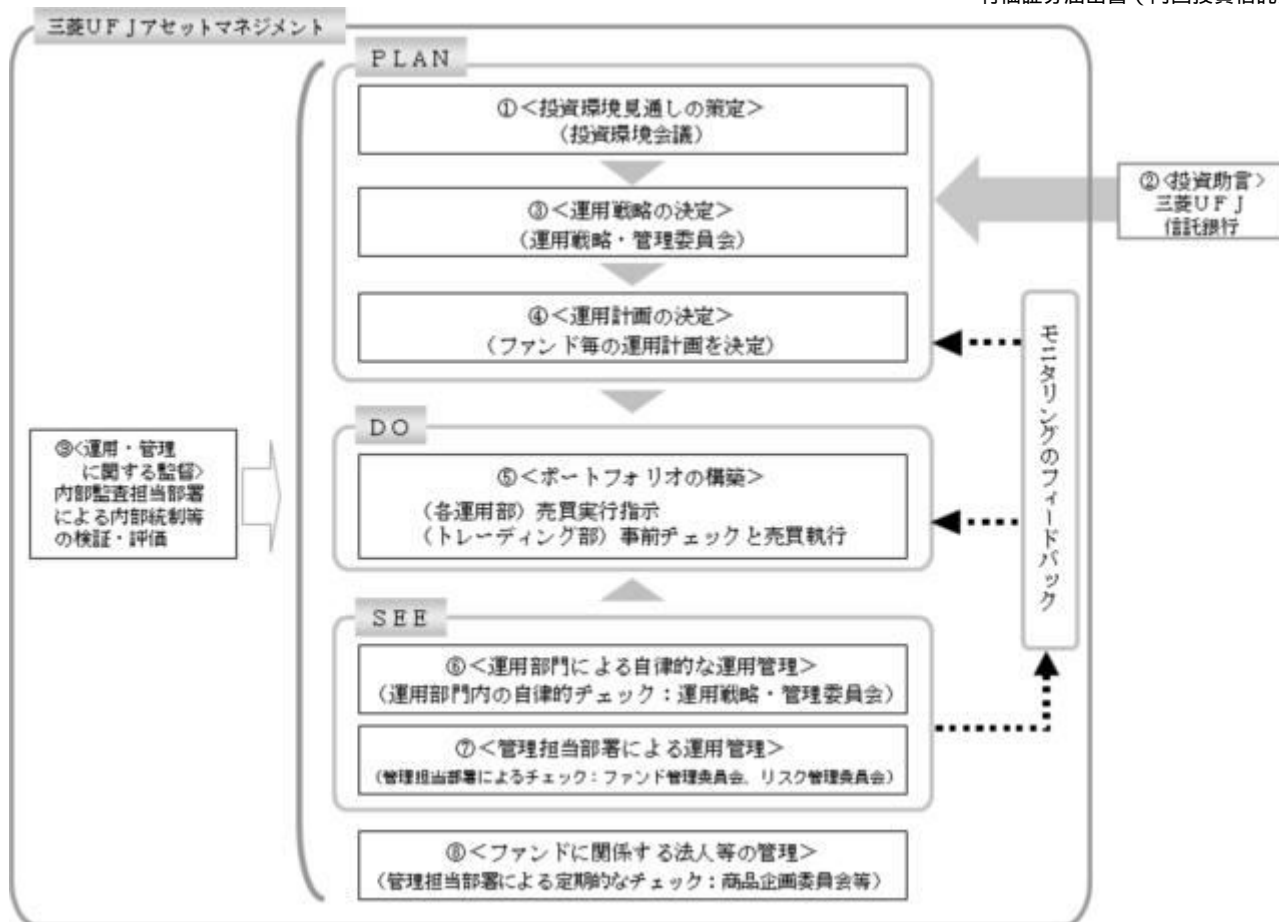 三菱UFJアセットマネジメント
PLAN
①<投資環境見通しの策定>
(投資環境会議)
②<投資助言>
三菱UFJ
信託銀行
③<運用戦略の決定>
(運用戦略・管理委員会)
④<運用計画の決定>
(ファンド毎の運用計画を決定)
モニタリングのフィードバック
DO
⑤<ポートフォリオの構築>
(各運用部)売買実行指示
(トレーディング部)事前チェックと売買執行
⑨<運用・管理
に関する監督>
内部監査担当部署
による内部統制等
の検証・評価
SEE
⑥<運用部門による自律的な運用管理>
(運用部門内の自律的チェック:運用戦略・管理委員会)
⑦<管理担当部署による運用管理>
(管理担当部署によるチェック:ファンド管理委員会、リスク管理委員会)
⑧<ファンドに関係する法人等の管理>
(管理担当部署による定期的なチェック:商品企画委員会等)